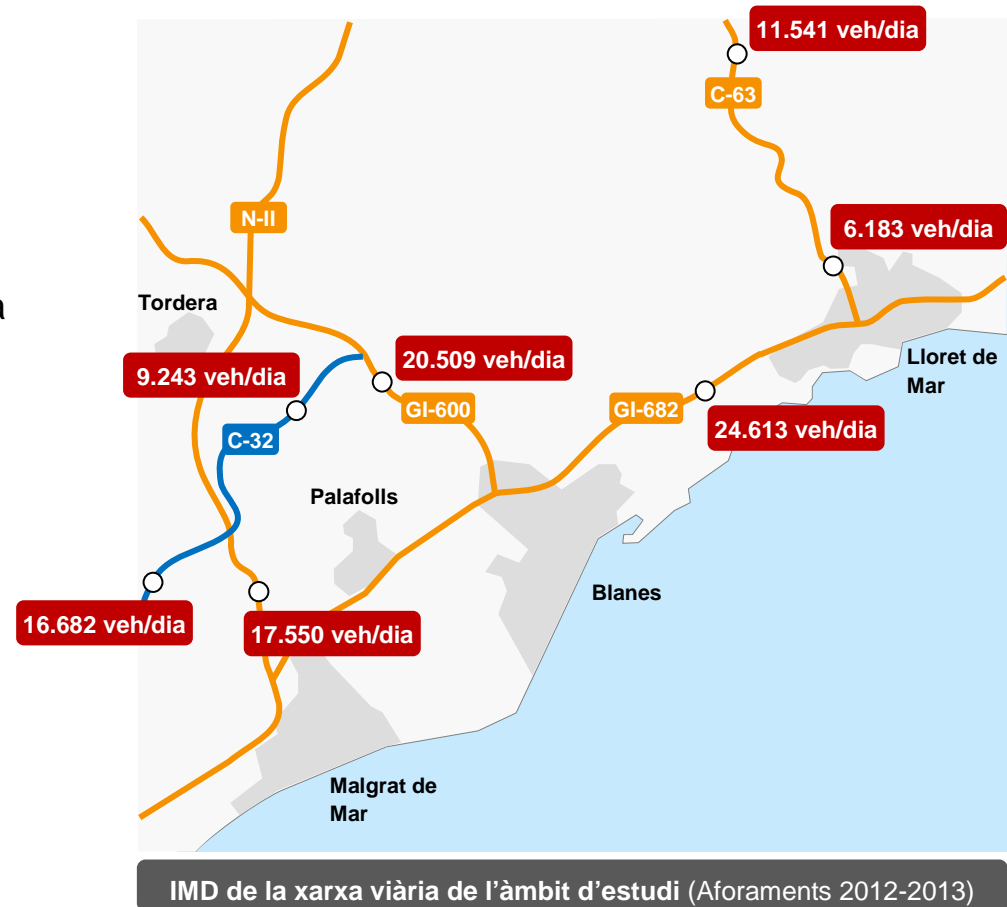 11.541 veh/dia
C-63
N-II
6.183 veh/dia
a
Tordera
20.509 veh/dia
Lloret de
Mar
9.243 veh/dia
GI-600
GI-682
24.613 veh/dia
C-32
Palafolls
Blanes
16.682 veh/dia
17.550 veh/dia
Malgrat de
Mar
IMD de la xarxa viària de l’àmbit d’estudi (Aforaments 2012-2013)